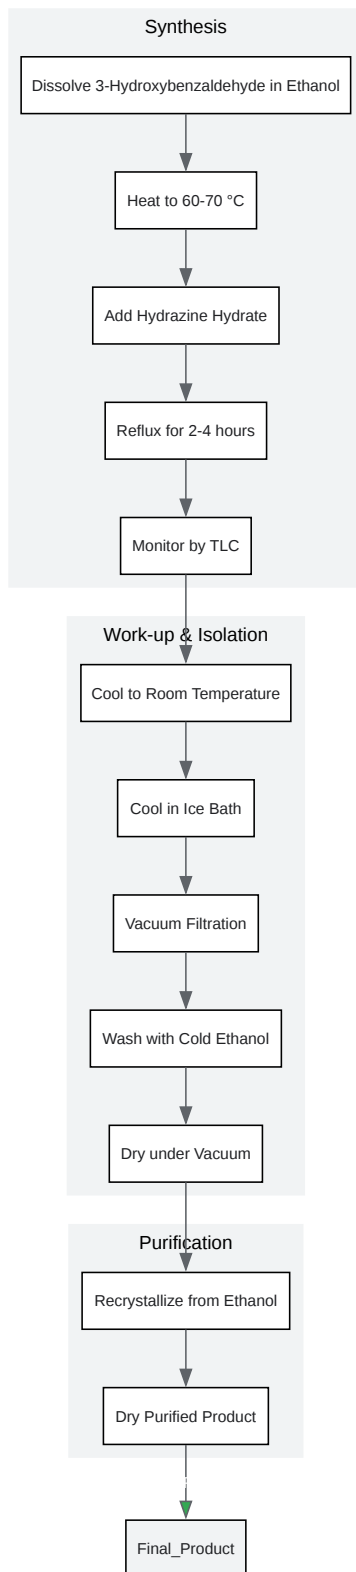 Synthesis
Dissolve 3-Hydroxybenzaldehyde in Ethanol
Heat to 60-70 °C
Add Hydrazine Hydrate
Reflux for 2-4 hours
Monitor by TLC
Work-up & Isolation
Cool to Room Temperature
Cool in Ice Bath
Vacuum Filtration
Wash with Cold Ethanol
Dry under Vacuum
Purification
Recrystallize from Ethanol
Dry Purified Product
Final_Product